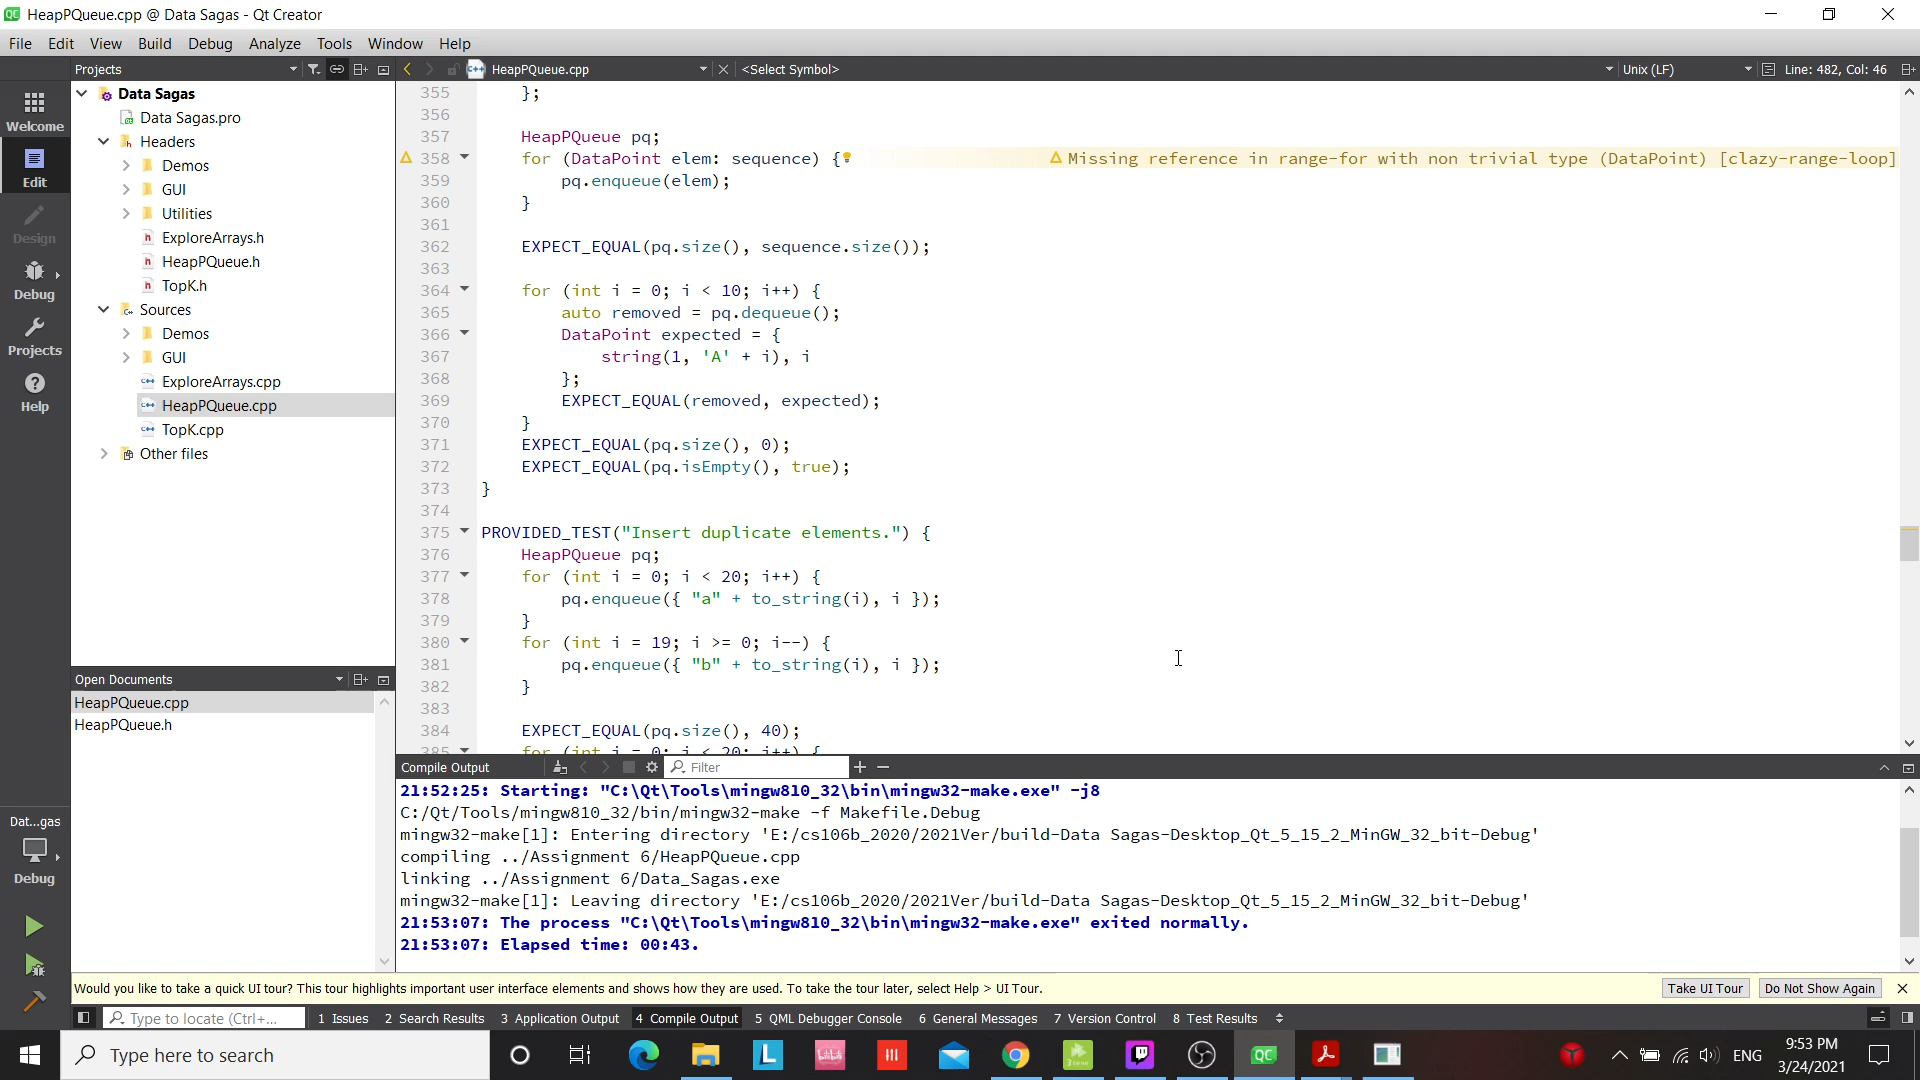 HeapPQueue.cpp @ Data Sagas - Qt Creator
File Edit View Build Debug Analyze Tools Window Help
Projects
HeapPQueue.cpp
<Select Symbol>
Unix (LF)
Line: 482, Col: 46
Welcome
Edit
Design
Debug
Projects
Help
Data Sagas
Data Sagas.pro
Headers
Demos
GUI
Utilities
ExploreArrays.h
HeapPQueue.h
TopK.h
Sources
Demos
GUI
ExploreArrays.cpp
HeapPQueue.cpp
TopK.cpp
Other files
Open Documents
HeapPQueue.cpp
HeapPQueue.h
355 };
356
357 HeapPQueue pq;
358 for (DataPoint elem: sequence) { Missing reference in range-for with non trivial type (DataPoint) [clazy-range-loop]
359 pq.enqueue(elem);
360 }
361
362 EXPECT_EQUAL(pq.size(), sequence.size());
363
364 for (int i = 0; i < 10; i++) {
365 auto removed = pq.dequeue();
366 DataPoint expected = {
367 string(1, 'A' + i), i
368 };
369 EXPECT_EQUAL(removed, expected);
370 }
371 EXPECT_EQUAL(pq.size(), 0);
372 EXPECT_EQUAL(pq.isEmpty(), true);
373 }
374
375 PROVIDED_TEST("Insert duplicate elements.") {
376 HeapPQueue pq;
377 for (int i = 0; i < 20; i++) {
378 pq.enqueue({ "a" + to_string(i), i });
379 }
380 for (int i = 19; i >= 0; i--) {
381 pq.enqueue({ "b" + to_string(i), i });
382 }
383
384 EXPECT_EQUAL(pq.size(), 40);
385 for (int i = 0; i < 20; i++) {
Compile Output
Filter
21:52:25: Starting: "C:\Qt\Tools\mingw810_32\bin\mingw32-make.exe" -j8
C:/Qt/Tools/mingw810_32/bin/mingw32-make -f Makefile.Debug
mingw32-make[1]: Entering directory 'E:/cs106b_2020/2021Ver/build-Data Sagas-Desktop_Qt_5_15_2_MinGW_32_bit-Debug'
compiling ../Assignment 6/HeapPQueue.cpp
linking ../Assignment 6/Data_Sagas.exe
mingw32-make[1]: Leaving directory 'E:/cs106b_2020/2021Ver/build-Data Sagas-Desktop_Qt_5_15_2_MinGW_32_bit-Debug'
21:53:07: The process "C:\Qt\Tools\mingw810_32\bin\mingw32-make.exe" exited normally.
21:53:07: Elapsed time: 00:43.
Dat...gas
Debug
Would you like to take a quick UI tour? This tour highlights important user interface elements and shows how they are used. To take the tour later, select Help > UI Tour.
Take UI Tour
Do Not Show Again
Type to locate (Ctrl+...
1 Issues 2 Search Results 3 Application Output 4 Compile Output 5 QML Debugger Console 6 General Messages 7 Version Control 8 Test Results
Type here to search
ENG
9:53 PM
3/24/2021